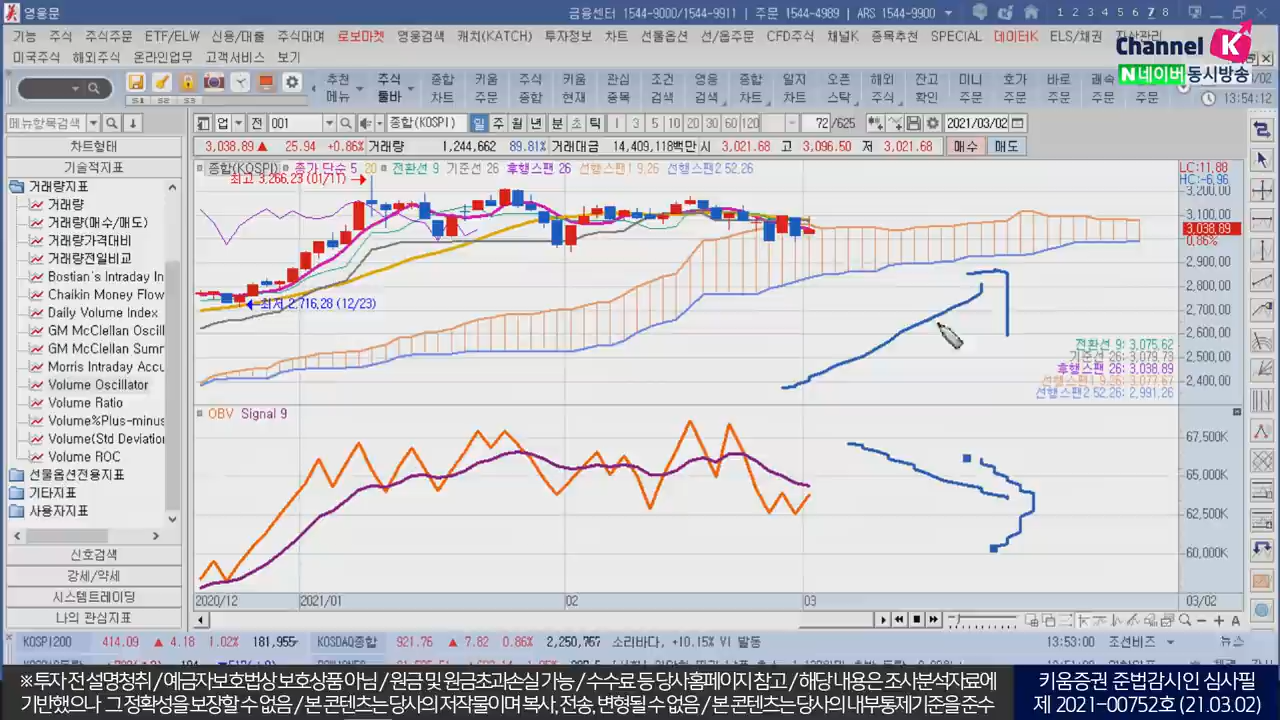 영웅문
금융센터 1544-9000/1544-9911 | 주문 1544-4989 | ARS 1544-9900
1 2 3 4 5 6 7 8
기능 주식 주식주문 ETF/ELW 신용/대출 주식대여 로보마켓 영웅검색 캐치(KATCH) 투자정보 차트 선물옵션 선/옵주문 CFD주식 채널K 종목추천 SPECIAL 데이터K ELS/채권 자산관리
미국주식 해외주식 온라인업무 고객서비스 보기
Channel K
N네이버동시방송
추천 주식 종합 키움 주식 키움 관심 조건 영웅 종합 일지 오픈 해외 잔고 미니 호가 바로 쾌속
메뉴 툴바 차트 주문 종합 현재 종목 검색 검색 차트 차트 스탁 주식 확인 주문 주문 주문 주문 주문
S1 S2 S3
13:54:12
메뉴항목검색
업 전 001 종합(KOSPI) 일 주 월 년 분 초 틱 1 3 5 10 20 30 60 120 72 /625 2021/03/02
3,038.89 ▲ 25.94 +0.86% 거래량 1,244,662 89.81% 거래대금 14,409,118백만 시 3,021.68 고 3,096.50 저 3,021.68 매수 매도
차트형태
기술적지표
거래량지표
거래량
거래량(매수/매도)
거래량가격대비
거래량전일비교
Bostian's Intraday In
Chaikin Money Flow
Daily Volume Index
GM McClellan Oscill
GM McClellan Summ
Morris Intraday Accu
Volume Oscillator
Volume Ratio
Volume%Plus-minus
Volume(Std Deviation
Volume ROC
선물옵션전용지표
기타지표
사용자지표
신호검색
강세/약세
시스템트레이딩
나의 관심지표
종합(KOSPI) 종가 단순 5 20 전환선 9 기준선 26 후행스팬 26 선행스팬1 9,26 선행스팬2 52,26
최고 3,266.23 (01/11)
최저 2,716.28 (12/23)
LC:11.88
HC:-6.96
3,200.00
3,100.00
3,038.89
0.86%
2,900.00
2,800.00
2,700.00
2,600.00
2,500.00
2,400.00
전환선 9: 3,075.62
기준선 26: 3,079.73
후행스팬 26: 3,038.89
선행스팬1 9,26: 3,077.67
선행스팬2 52,26: 2,991.26
OBV Signal 9
67,500K
65,000K
62,500K
60,000K
2020/12 2021/01 02 03 03/02
KOSPI200 414.09 ▲ 4.18 1.02% 181,955 KOSDAQ종합 921.76 ▲ 7.82 0.86% 2,250,767 소리바다, +10.15% VI 발동 13:53:00 조선비즈 뉴스
※ 투자 전 설명청취 / 예금자보호법상 보호상품 아님 / 원금 및 원금초과손실 가능 / 수수료 등 당사홈페이지 참고 / 해당 내용은 조사분석자료에
기반했으나 그 정확성을 보장할 수 없음 / 본 콘텐츠는 당사의 저작물이며 복사, 전송, 변형될 수 없음 / 본 콘텐츠는 당사의 내부통제기준을 준수
키움증권 준법감시인 심사필
제 2021-00752호 (21.03.02)